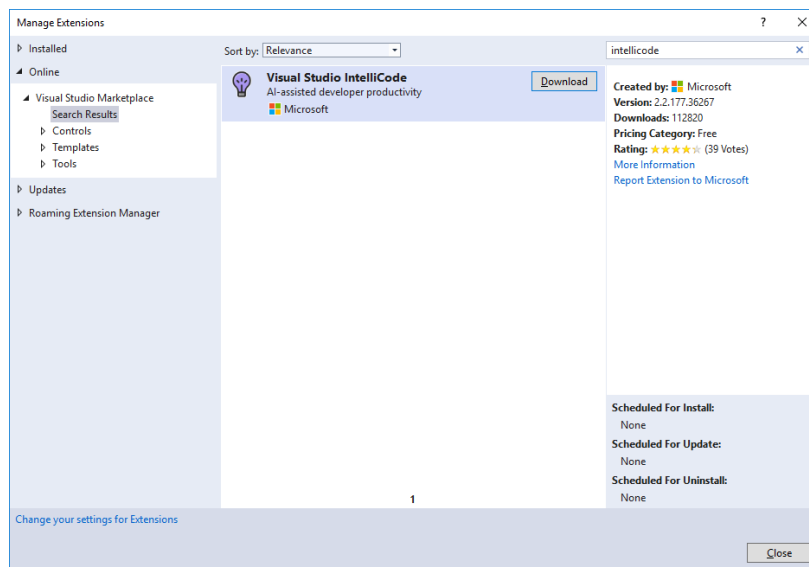 Manage Extensions
?
Installed
Online
Visual Studio Marketplace
Search Results
Controls
Templates
Tools
Updates
Roaming Extension Manager
Sort by: Relevance
Visual Studio IntelliCode
AI-assisted developer productivity
Microsoft
Download
1
intellicode
Created by: Microsoft
Version: 2.2.177.36267
Downloads: 112820
Pricing Category: Free
Rating: (39 Votes)
More Information
Report Extension to Microsoft
Scheduled For Install:
None
Scheduled For Update:
None
Scheduled For Uninstall:
None
Change your settings for Extensions
Close